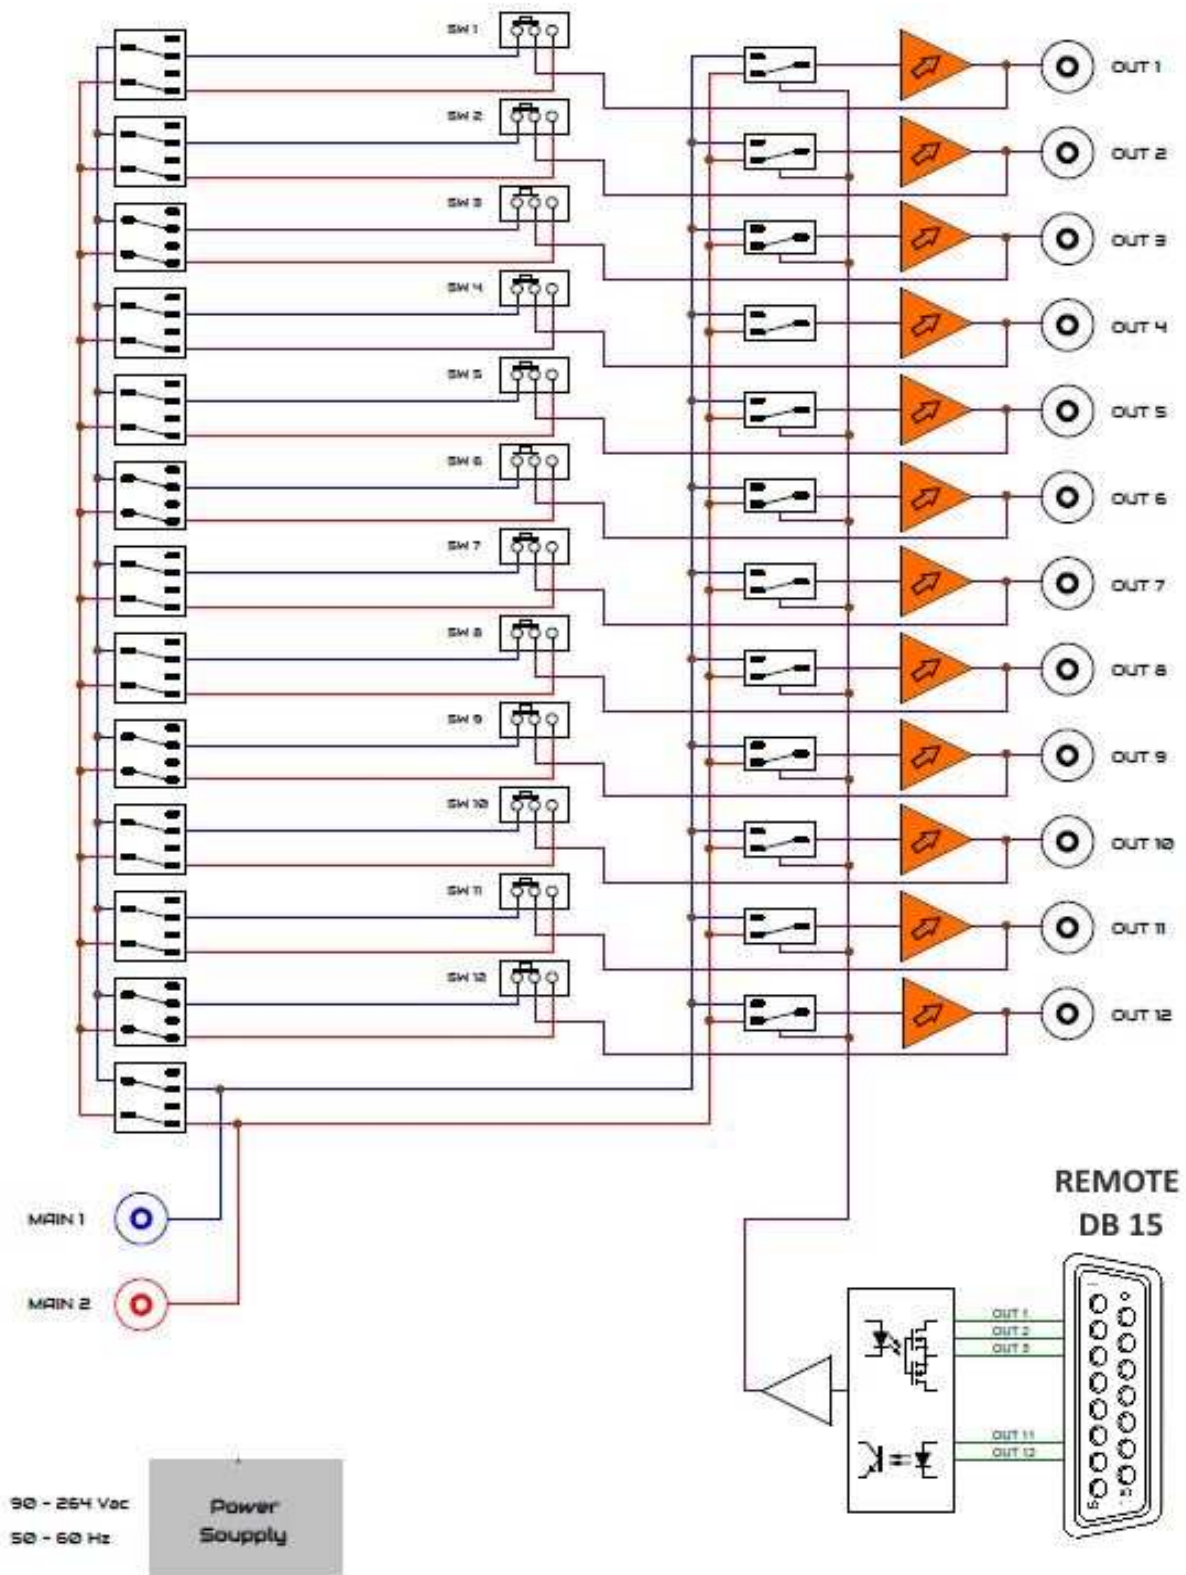 SW 1
OUT 1
SW 2
OUT 2
SW 3
OUT 3
SW 4
OUT 4
SW 5
OUT 5
SW 6
OUT 6
SW 7
OUT 7
SW 8
OUT 8
SW 9
OUT 9
SW 10
OUT 10
SW 11
OUT 11
SW 12
OUT 12
MAIN 1
MAIN 2
REMOTE
DB 15
OUT 1
OUT 2
OUT 3
OUT 11
OUT 12
90 - 264 Vac
50 - 60 Hz
Power
Soupply